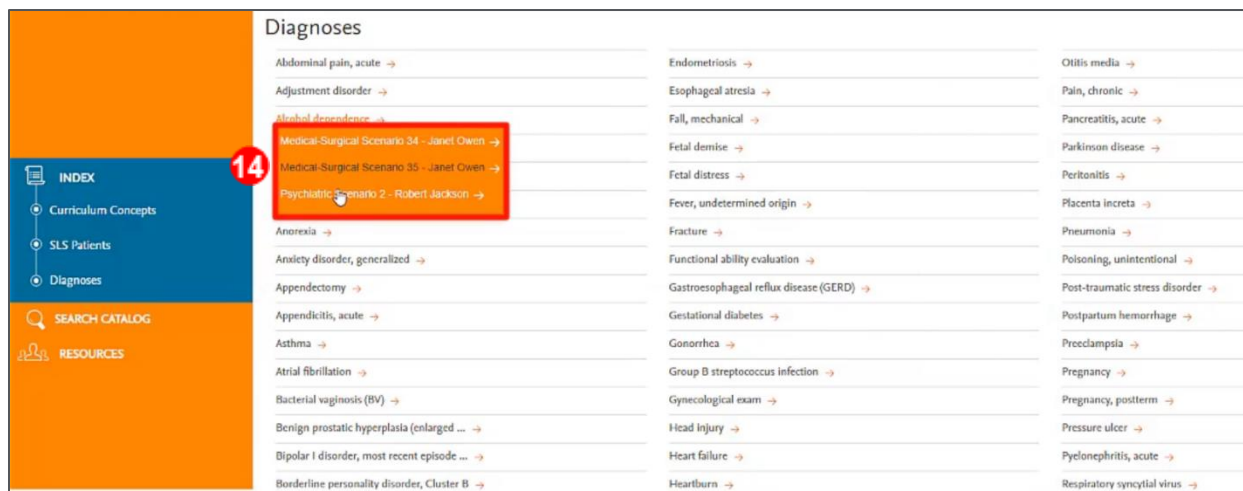 INDEX
Curriculum Concepts
SLS Patients
Diagnoses
SEARCH CATALOG
RESOURCES
Diagnoses
Abdominal pain, acute →
Adjustment disorder →
Alcohol dependence →
14
Medical-Surgical Scenario 34 - Janet Owen →
Medical-Surgical Scenario 35 - Janet Owen →
Psychiatric Scenario 2 - Robert Jackson →
Anorexia →
Anxiety disorder, generalized →
Appendectomy →
Appendicitis, acute →
Asthma →
Atrial fibrillation →
Bacterial vaginosis (BV) →
Benign prostatic hyperplasia (enlarged ... →
Bipolar I disorder, most recent episode ... →
Borderline personality disorder, Cluster B →
Endometriosis →
Esophageal atresia →
Fall, mechanical →
Fetal demise →
Fetal distress →
Fever, undetermined origin →
Fracture →
Functional ability evaluation →
Gastroesophageal reflux disease (GERD) →
Gestational diabetes →
Gonorrhea →
Group B streptococcus infection →
Gynecological exam →
Head injury →
Heart failure →
Heartburn →
Otitis media →
Pain, chronic →
Pancreatitis, acute →
Parkinson disease →
Peritonitis →
Placenta increta →
Pneumonia →
Poisoning, unintentional →
Post-traumatic stress disorder →
Postpartum hemorrhage →
Preeclampsia →
Pregnancy →
Pregnancy, postterm →
Pressure ulcer →
Pyelonephritis, acute →
Respiratory syncytial virus →